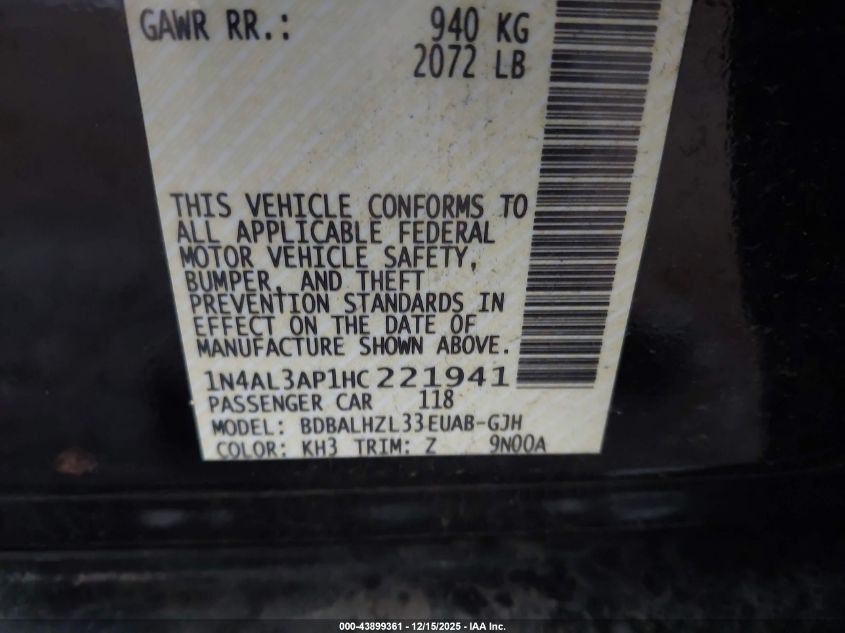 GAWR RR.: 940 KG
2072 LB
THIS VEHICLE CONFORMS TO
ALL APPLICABLE FEDERAL
MOTOR VEHICLE SAFETY,
BUMPER, AND THEFT
PREVENTION STANDARDS IN
EFFECT ON THE DATE OF
MANUFACTURE SHOWN ABOVE.
1N4AL3AP1HC221941
PASSENGER CAR 118
MODEL: BDBALHZL33EUAB-GJH
COLOR: KH3 TRIM: Z 9N00A
000-43899361 - 12/15/2025 - IAA Inc.